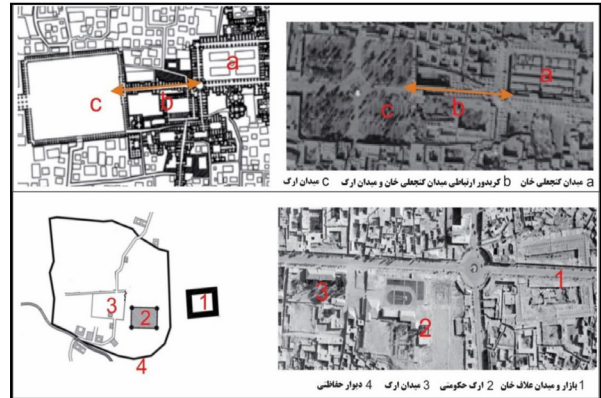 a
c
b
a
b
c
a میدان گنجعلی خان b کریدور ارتباطی میدان گنجعلی خان و میدان ارگ c میدان ارگ
1
3
2
4
1
3
2
1 بازار و میدان علاف خان 2 ارگ حکومتی 3 میدان ارگ 4 دیوار حفاظتی